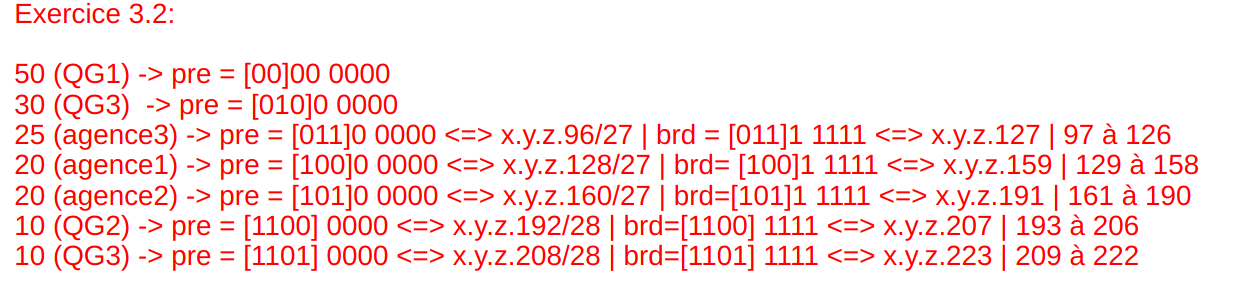 Exercice 3.2:
50 (QG1) -> pre = [00]00 0000
30 (QG3)  -> pre = [010]0 0000
25 (agence3) -> pre = [011]0 0000 <=> x.y.z.96/27 | brd = [011]1 1111 <=> x.y.z.127 | 97 à 126
20 (agence1) -> pre = [100]0 0000 <=> x.y.z.128/27 | brd= [100]1 1111 <=> x.y.z.159 | 129 à 158
20 (agence2) -> pre = [101]0 0000 <=> x.y.z.160/27 | brd=[101]1 1111 <=> x.y.z.191 | 161 à 190
10 (QG2) -> pre = [1100] 0000 <=> x.y.z.192/28 | brd=[1100] 1111 <=> x.y.z.207 | 193 à 206
10 (QG3) -> pre = [1101] 0000 <=> x.y.z.208/28 | brd=[1101] 1111 <=> x.y.z.223 | 209 à 222